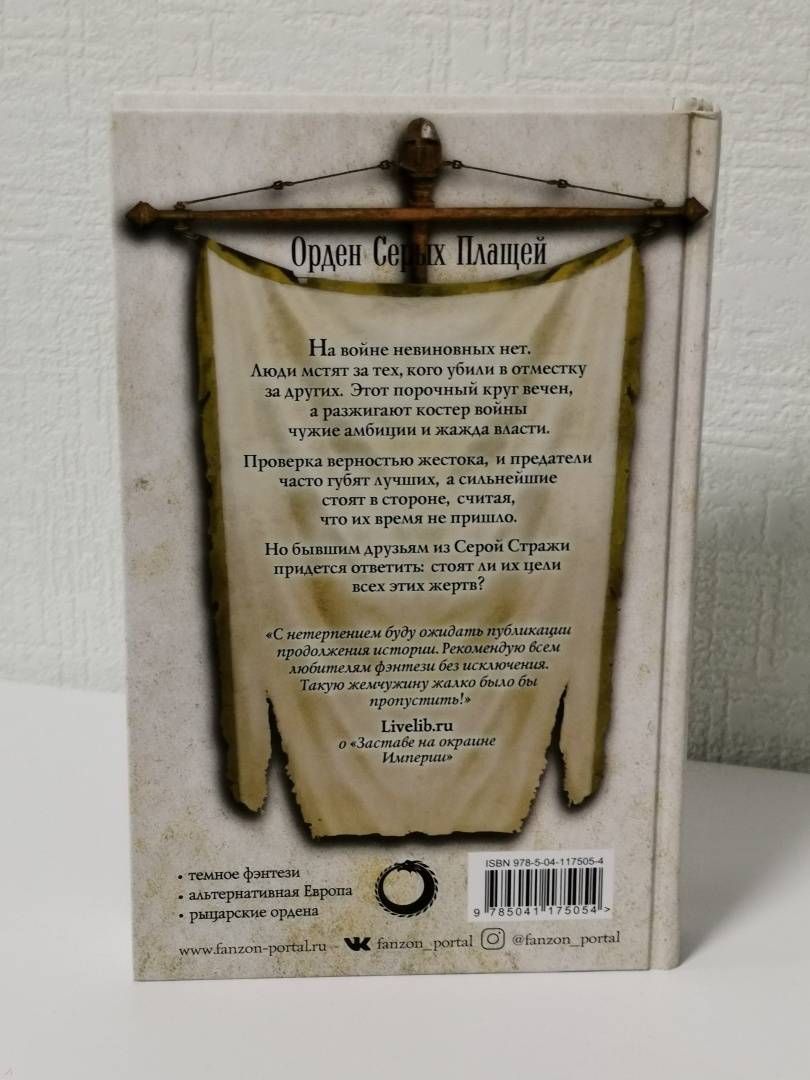 Орден Серых Плащей
На войне невиновных нет.
Люди мстят за тех, кого убили в отместку
за других. Этот порочный круг вечен,
а разжигают костер войны
чужие амбиции и жажда власти.
Проверка верностью жестока, и предатели
часто губят лучших, а сильнейшие
стоят в стороне, считая,
что их время не пришло.
Но бывшим друзьям из Серой Стражи
придется ответить: стоят ли их цели
всех этих жертв?
«С нетерпением буду ожидать публикации
продолжения истории. Рекомендую всем
любителям фэнтези без исключения.
Такую жемчужину жалко было бы
пропустить!»
Livelib.ru
о «Заставе на окраине
Империи»
• темное фэнтези
• альтернативная Европа
• рыцарские ордена
ISBN 978-5-04-117505-4
9 785041 175054 >
www.fanzon-portal.ru - VK fanzon_portal @fanzon_portal